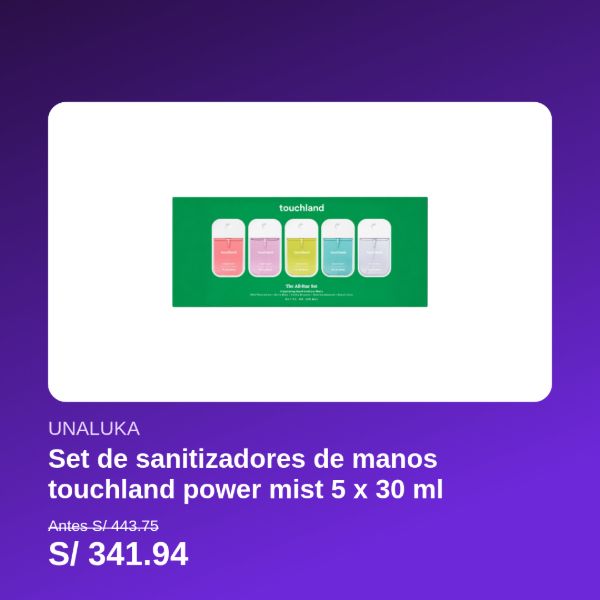 touchland
The All-Star Set
UNALUKA
Set de sanitizadores de manos
touchland power mist 5 x 30 ml
Antes S/ 443.75
S/ 341.94